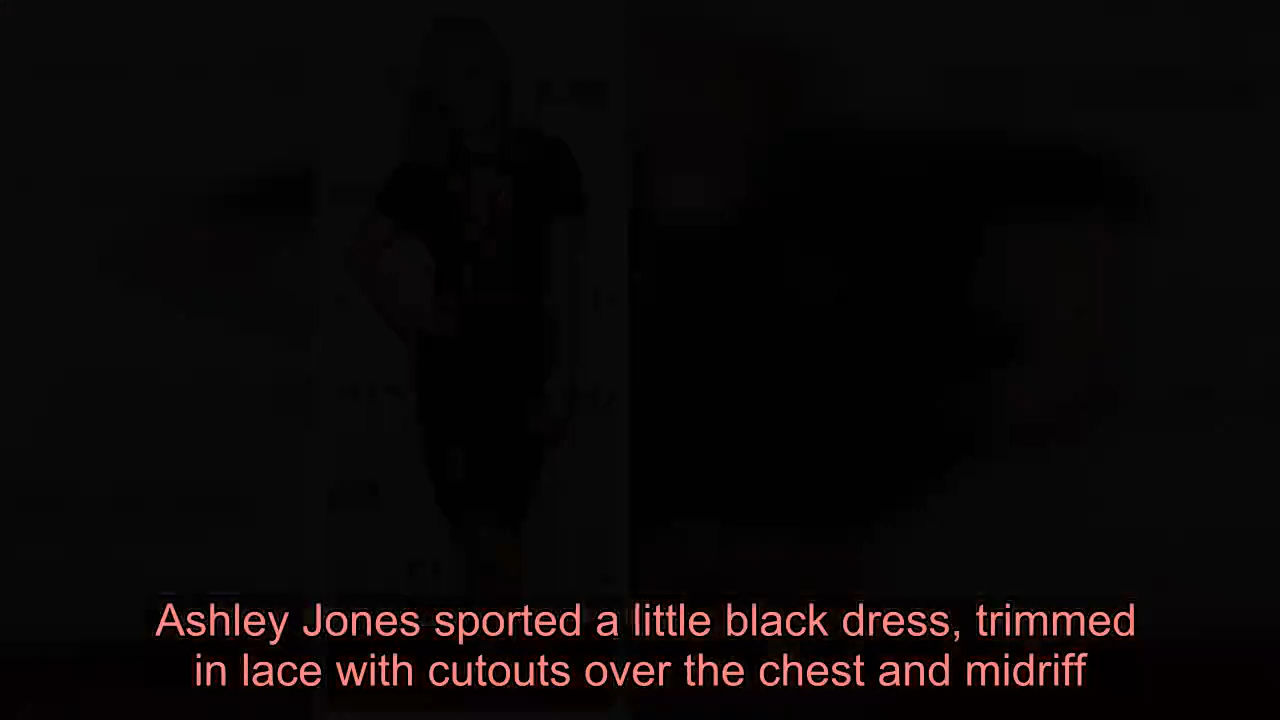 Ashley Jones sported a little black dress, trimmed
in lace with cutouts over the chest and midriff